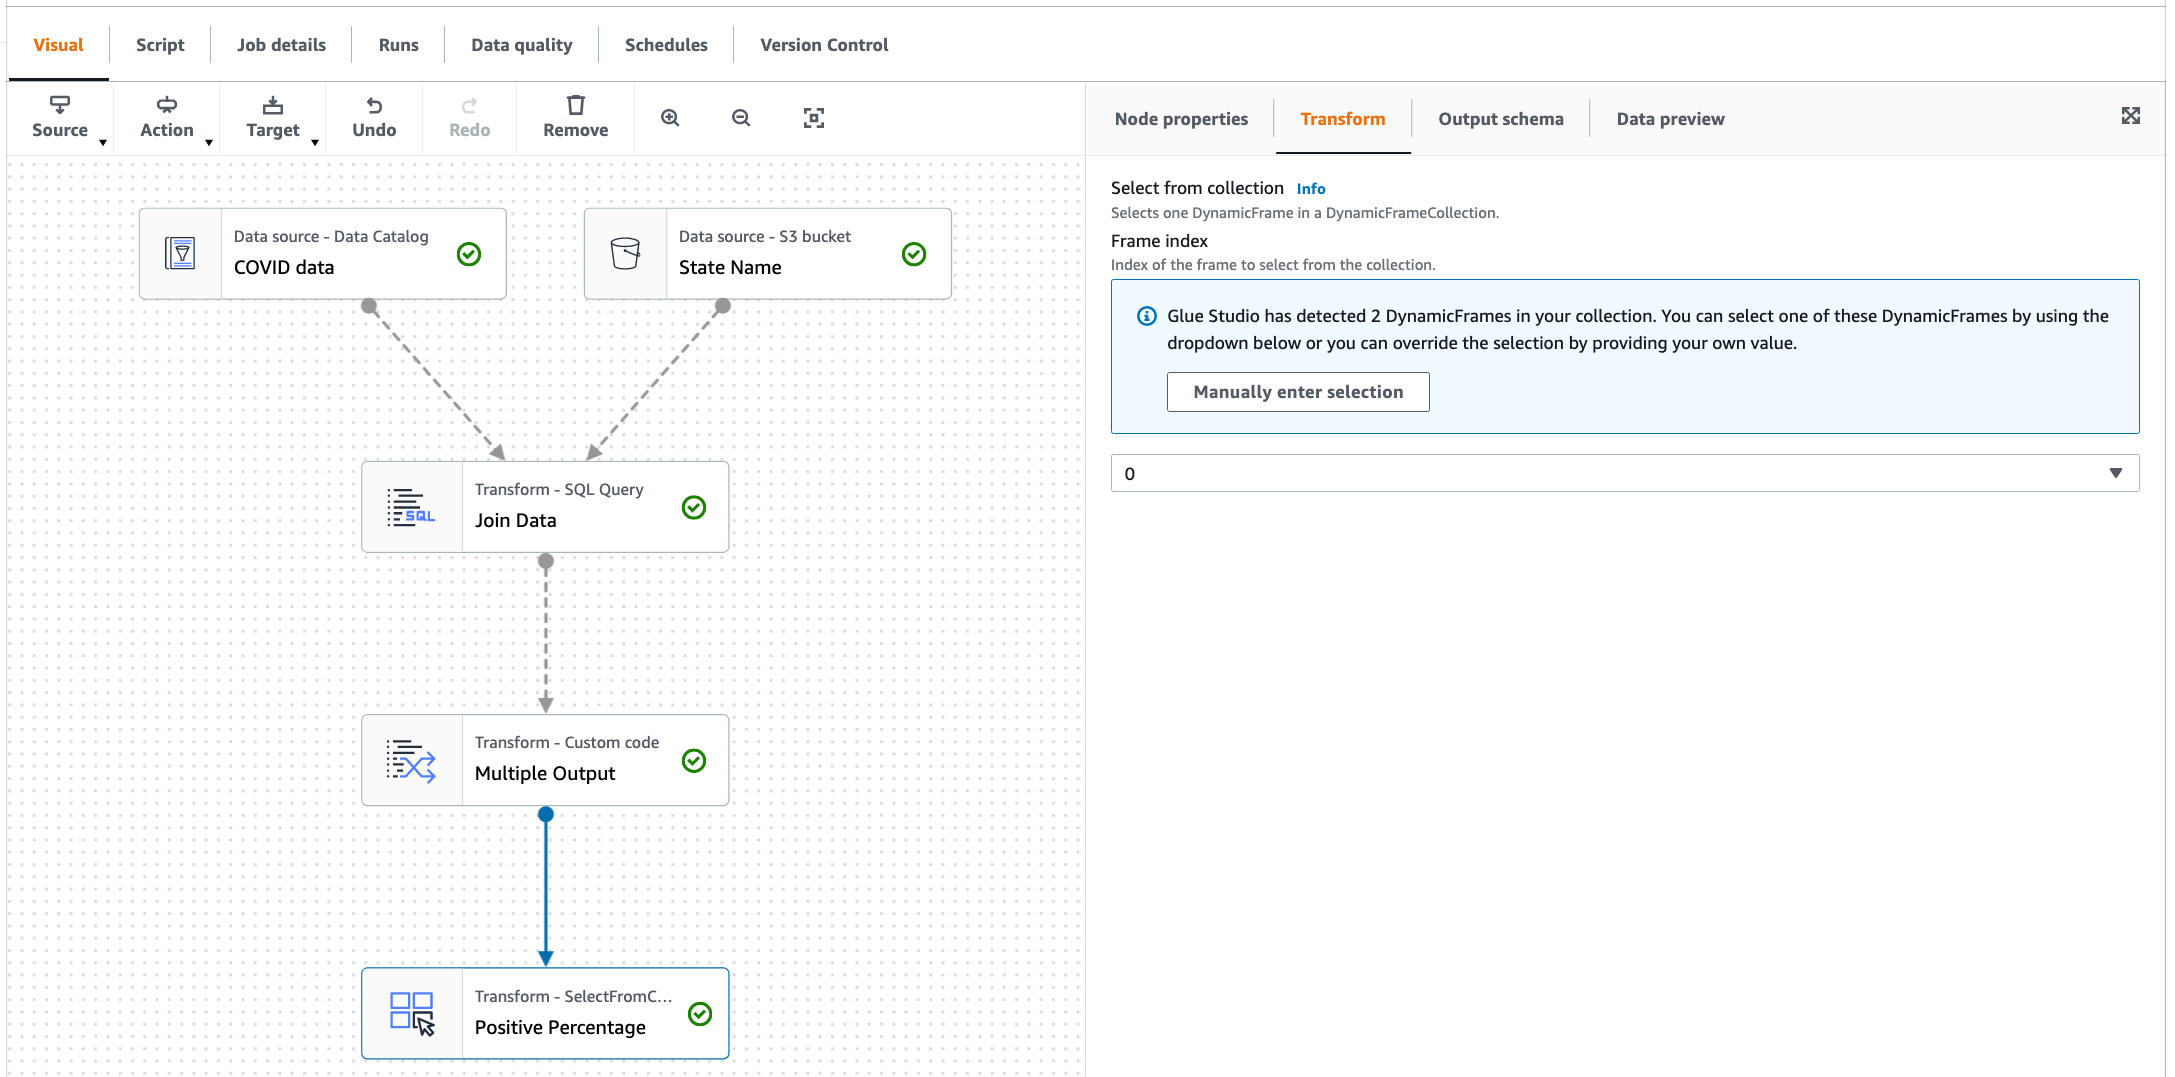 Visual
Script
Job details
Runs
Data quality
Schedules
Version Control
Source
Action
Target
Undo
Redo
Remove
Node properties
Transform
Output schema
Data preview
Data source - Data Catalog
COVID data
Data source - S3 bucket
State Name
SQL
Transform - SQL Query
Join Data
Transform - Custom code
Multiple Output
Transform - SelectFromC...
Positive Percentage
Select from collection Info
Selects one DynamicFrame in a DynamicFrameCollection.
Frame index
Index of the frame to select from the collection.
Glue Studio has detected 2 DynamicFrames in your collection. You can select one of these DynamicFrames by using the
dropdown below or you can override the selection by providing your own value.
Manually enter selection
0